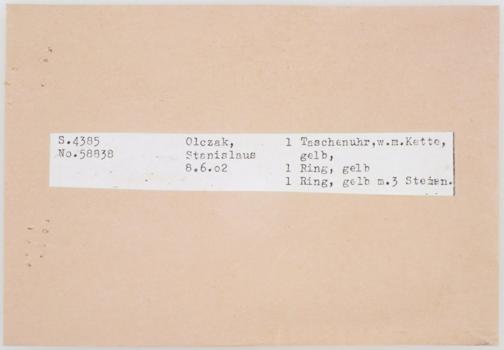 S.4385 Olczak, 1 Taschenuhr,w.m.Kette,
No.58838 Stanislaus gelb,
8.6.02 1 Ring, gelb
1 Ring, gelb m.3 Steinen.